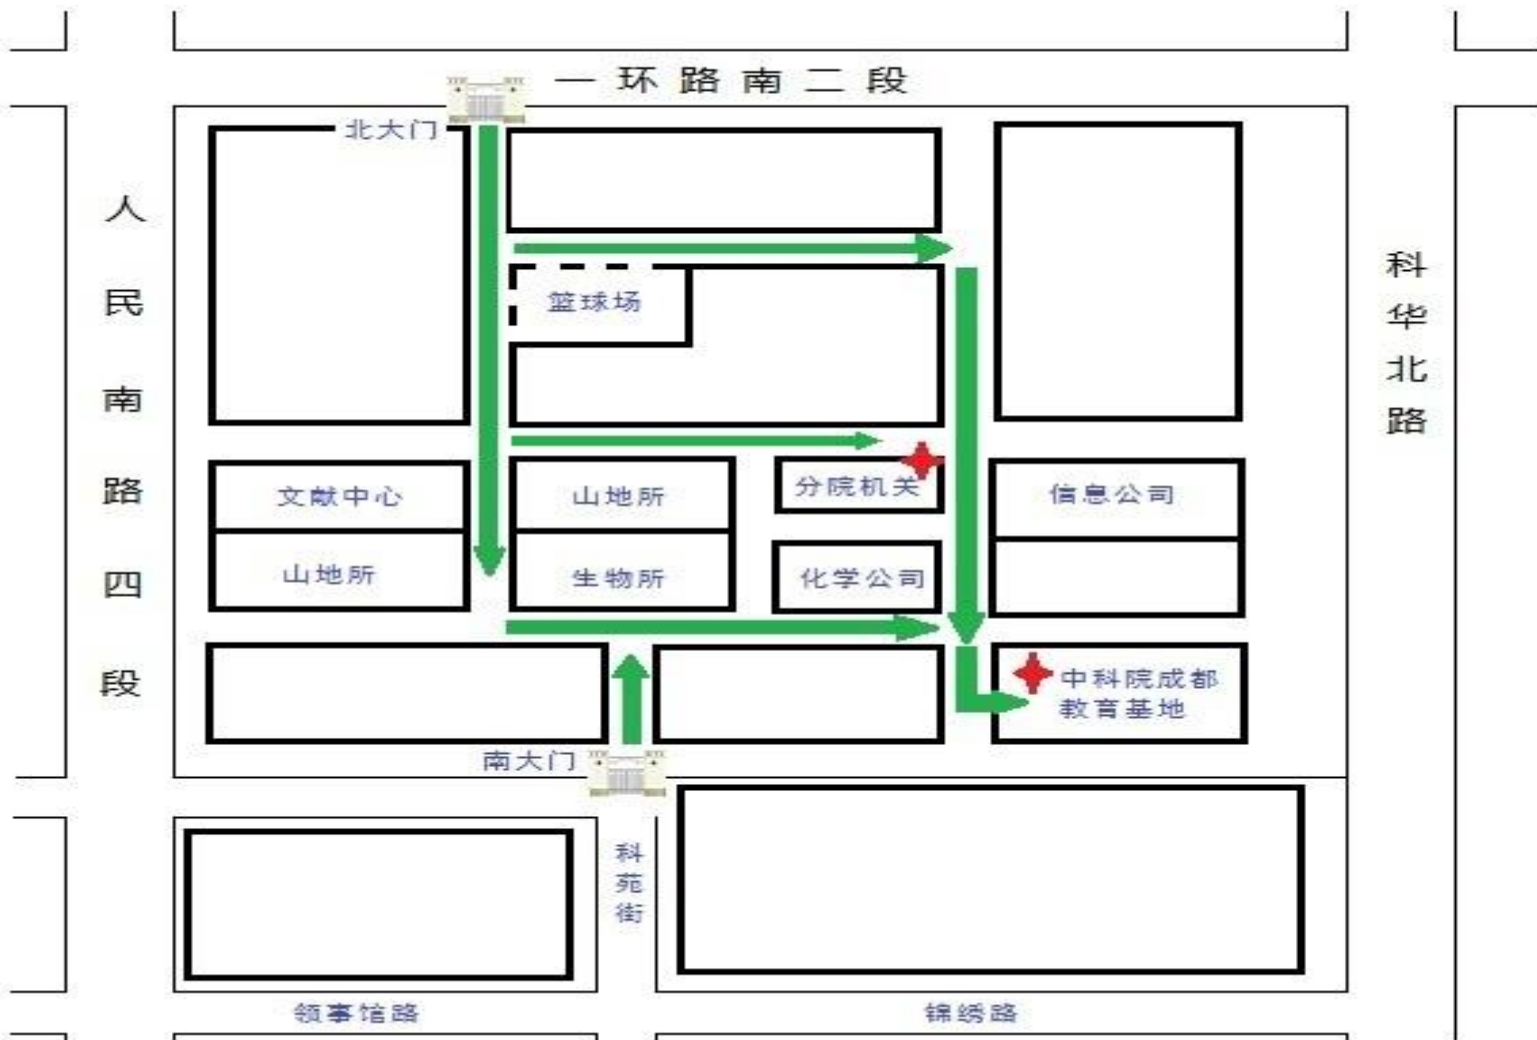 一环路南二段
北大门
人民南路四段
科华北路
篮球场
文献中心
山地所
分院机关
信息公司
山地所
生物所
化学公司
中科院成都
教育基地
南大门
科苑街
领事馆路
锦绣路